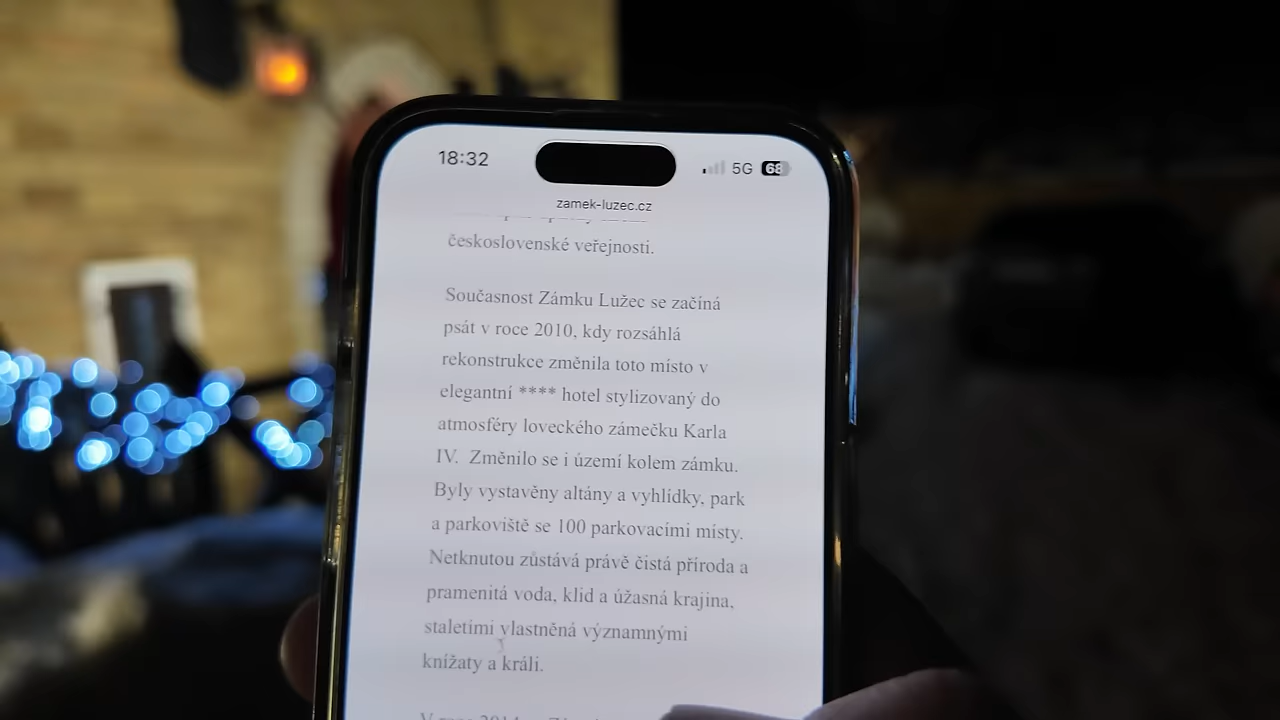 18:32
5G
68
zamek-luzec.cz
československé veřejnosti.
Současnost Zámku Lužec se začíná
psát v roce 2010, kdy rozsáhlá
rekonstrukce změnila toto místo v
elegantní **** hotel stylizovaný do
atmosféry loveckého zámečku Karla
IV. Změnilo se i území kolem zámku.
Byly vystavěny altány a vyhlídky, park
a parkoviště se 100 parkovacími místy.
Netknutou zůstává právě čistá příroda a
pramenitá voda, klid a úžasná krajina,
staletími vlastněná významnými
knížaty a králi.